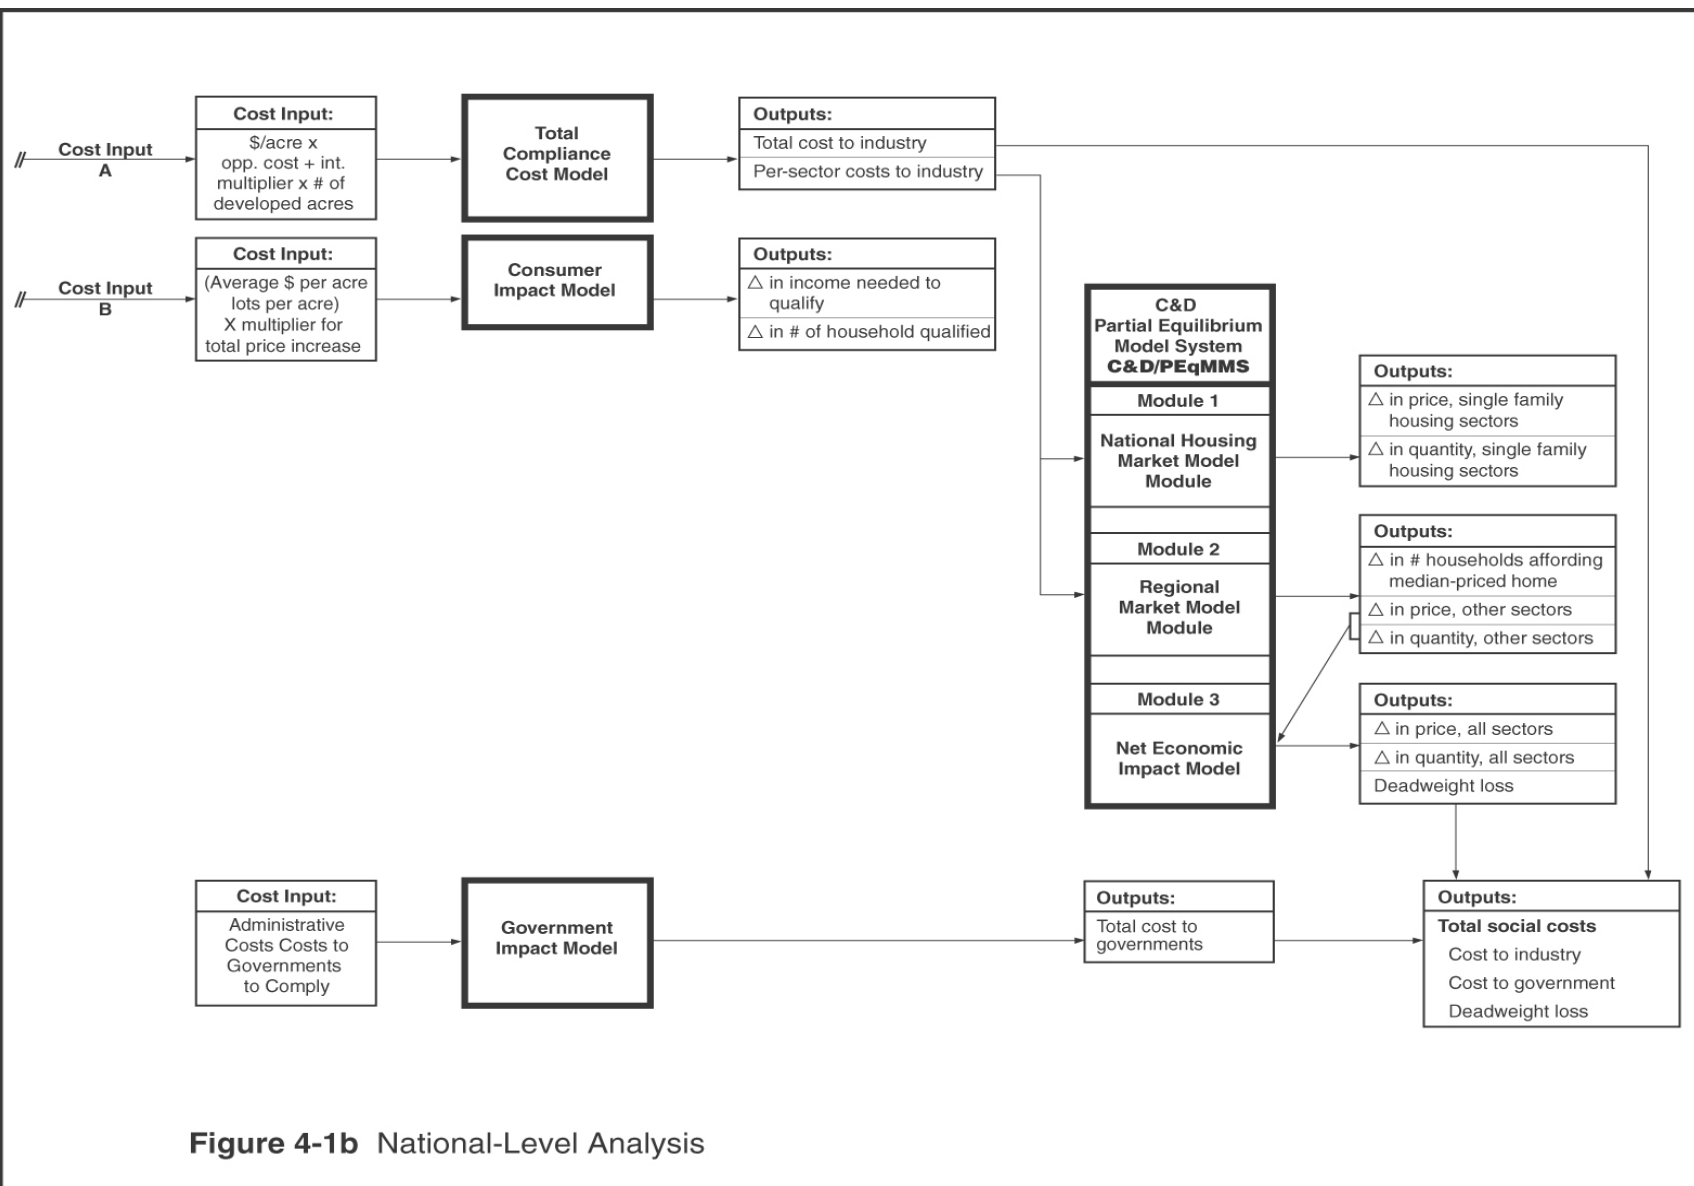 Cost Input
A
Cost Input:
$/acre x
opp. cost + int.
multiplier x # of
developed acres
Total
Compliance
Cost Model
Outputs:
Total cost to industry
Per-sector costs to industry
Cost Input
B
Cost Input:
(Average $ per acre
lots per acre)
X multiplier for
total price increase
Consumer
Impact Model
Outputs:
△ in income needed to
qualify
△ in # of household qualified
C&D
Partial Equilibrium
Model System
C&D/PEqMMS
Module 1
National Housing
Market Model
Module
Outputs:
△ in price, single family
housing sectors
△ in quantity, single family
housing sectors
Module 2
Regional
Market Model
Module
Outputs:
△ in # households affording
median-priced home
△ in price, other sectors
△ in quantity, other sectors
Module 3
Net Economic
Impact Model
Outputs:
△ in price, all sectors
△ in quantity, all sectors
Deadweight loss
Cost Input:
Administrative
Costs Costs to
Governments
to Comply
Government
Impact Model
Outputs:
Total cost to
governments
Outputs:
Total social costs
Cost to industry
Cost to government
Deadweight loss
Figure 4-1b National-Level Analysis